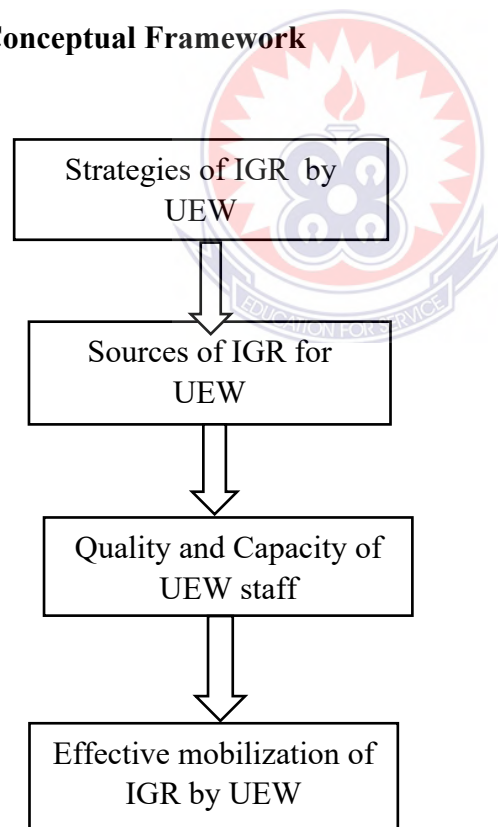 Conceptual Framework
Strategies of IGR by
UEW
EDUCATION FOR SERVICE
Sources of IGR for
UEW
Quality and Capacity of
UEW staff
Effective mobilization of
IGR by UEW